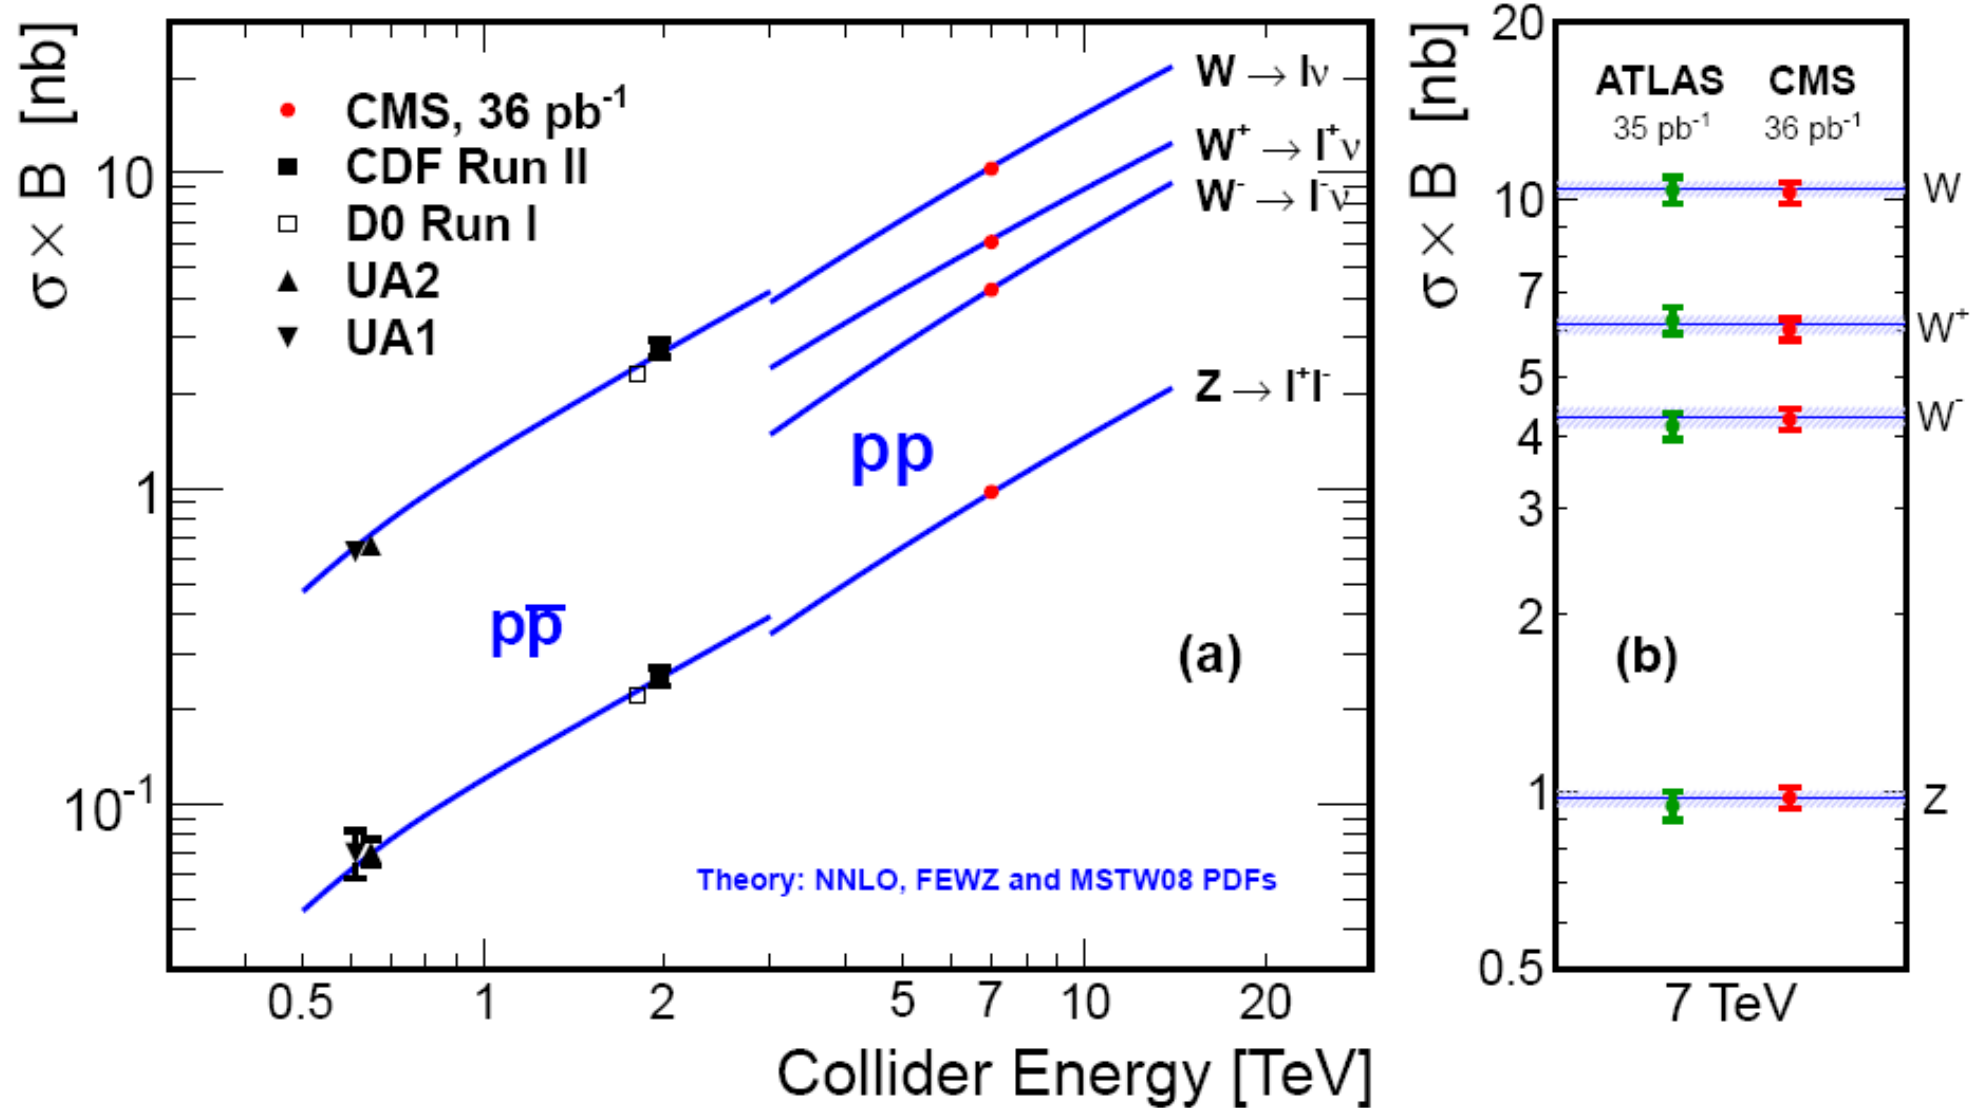 σ × B [nb]
10
1
10⁻¹
CMS, 36 pb⁻¹
CDF Run II
D0 Run I
UA2
UA1
W → lν
W⁺ → l⁺ν
W⁻ → l⁻ν
Z → l⁺l⁻
pp
pp̅
(a)
Theory: NNLO, FEWZ and MSTW08 PDFs
0.5 1 2 5 7 10 20
Collider Energy [TeV]
σ × B [nb]
20
10
7
5
4
3
2
1
0.5
ATLAS CMS
35 pb⁻¹ 36 pb⁻¹
W
W⁺
W⁻
Z
(b)
7 TeV